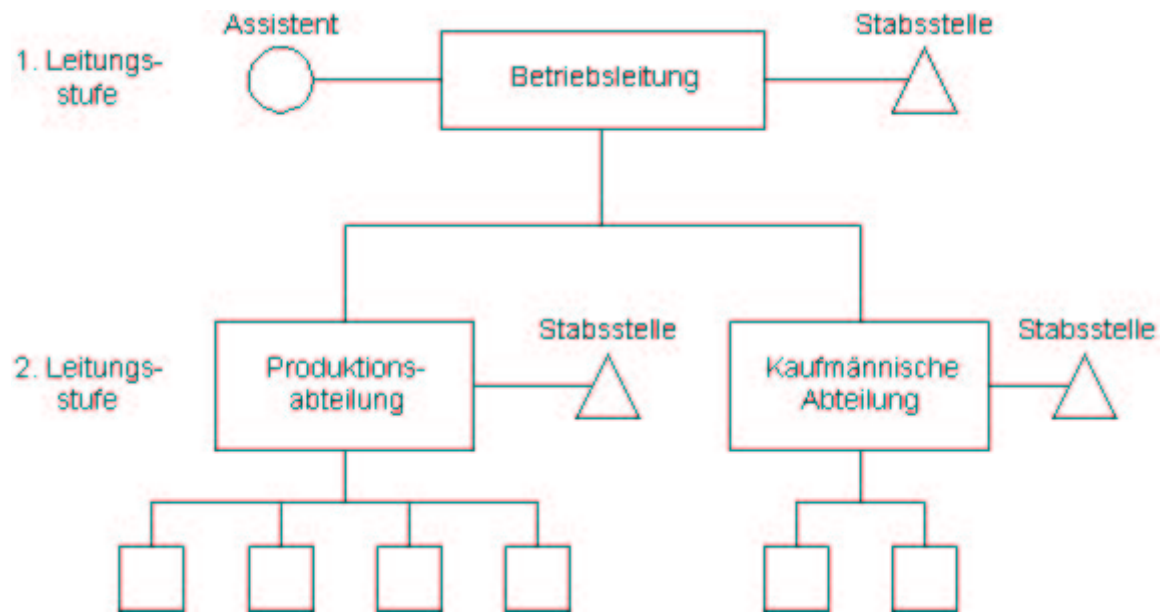 Assistent
Stabsstelle
1. Leitungs-
stufe
Betriebsleitung
Stabsstelle
Stabsstelle
2. Leitungs-
stufe
Produktions-
abteilung
Kaufmännische
Abteilung